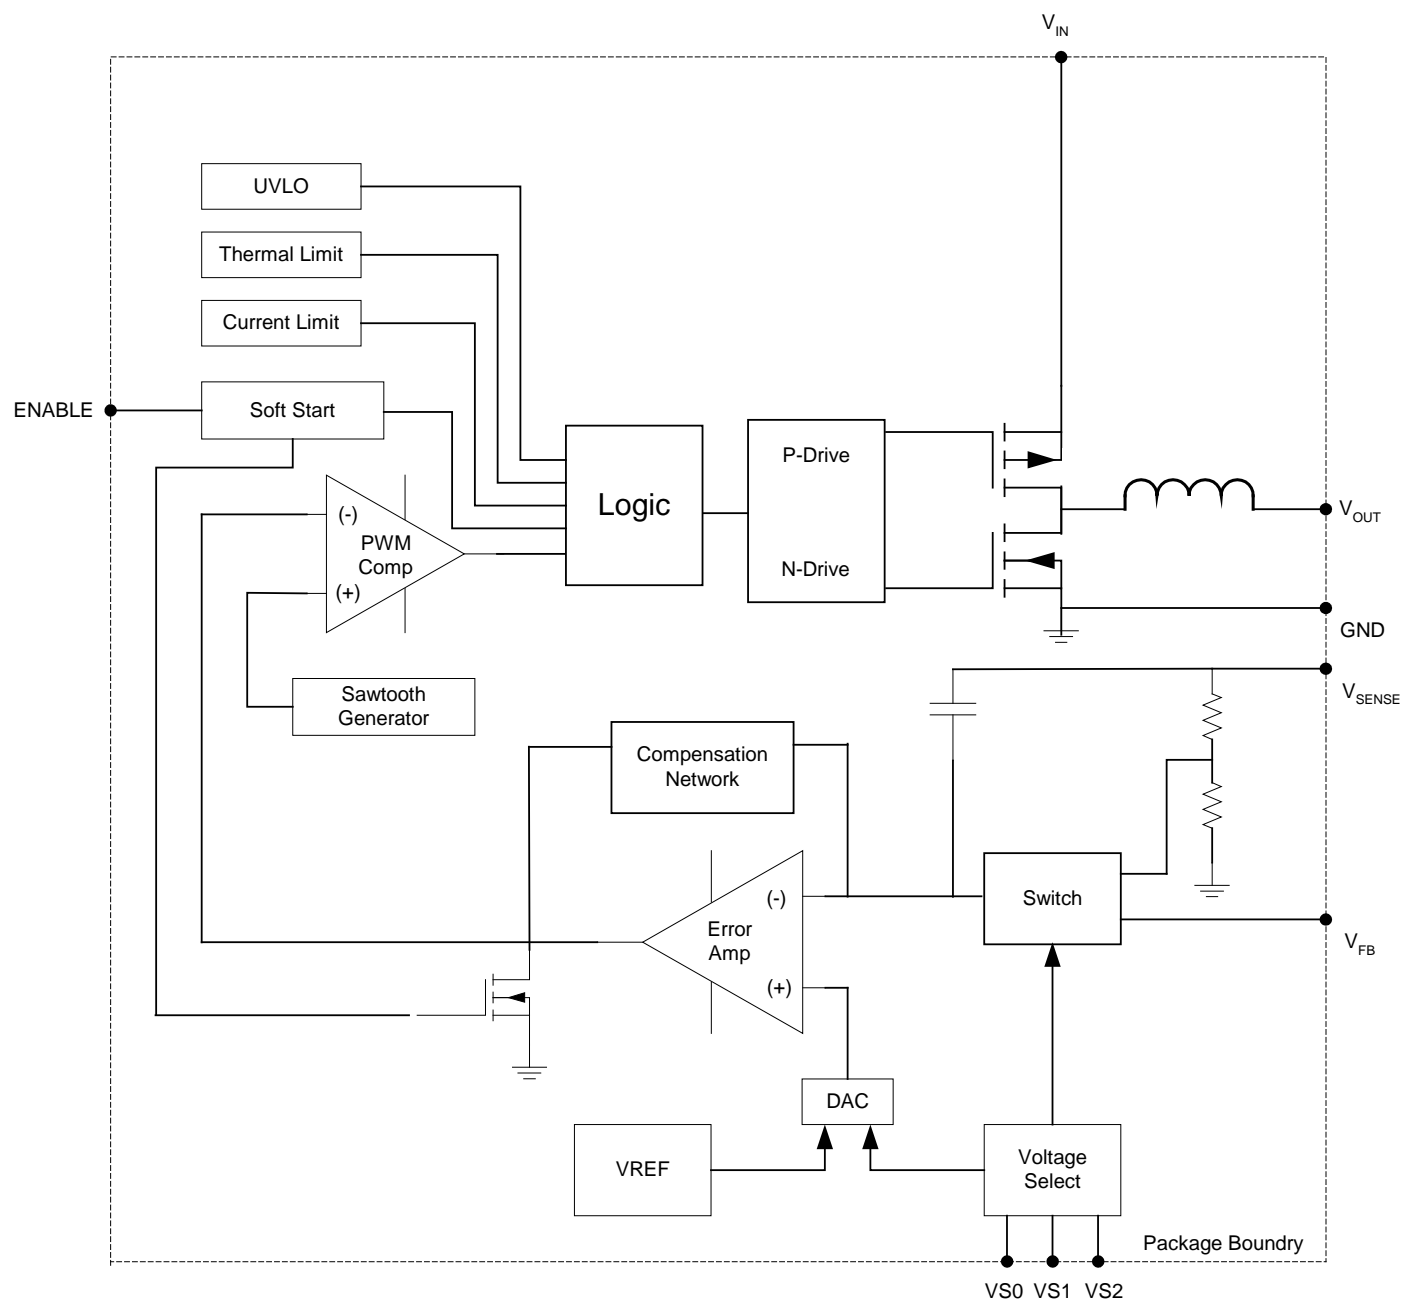 VIN
UVLO
Thermal Limit
Current Limit
ENABLE
Soft Start
P-Drive
Logic
(-)
PWM
Comp
(+)
N-Drive
VOUT
GND
Sawtooth
Generator
VSENSE
Compensation
Network
(-)
Error
Amp
(+)
Switch
VFB
DAC
VREF
Voltage
Select
Package Boundry
VS0
VS1
VS2